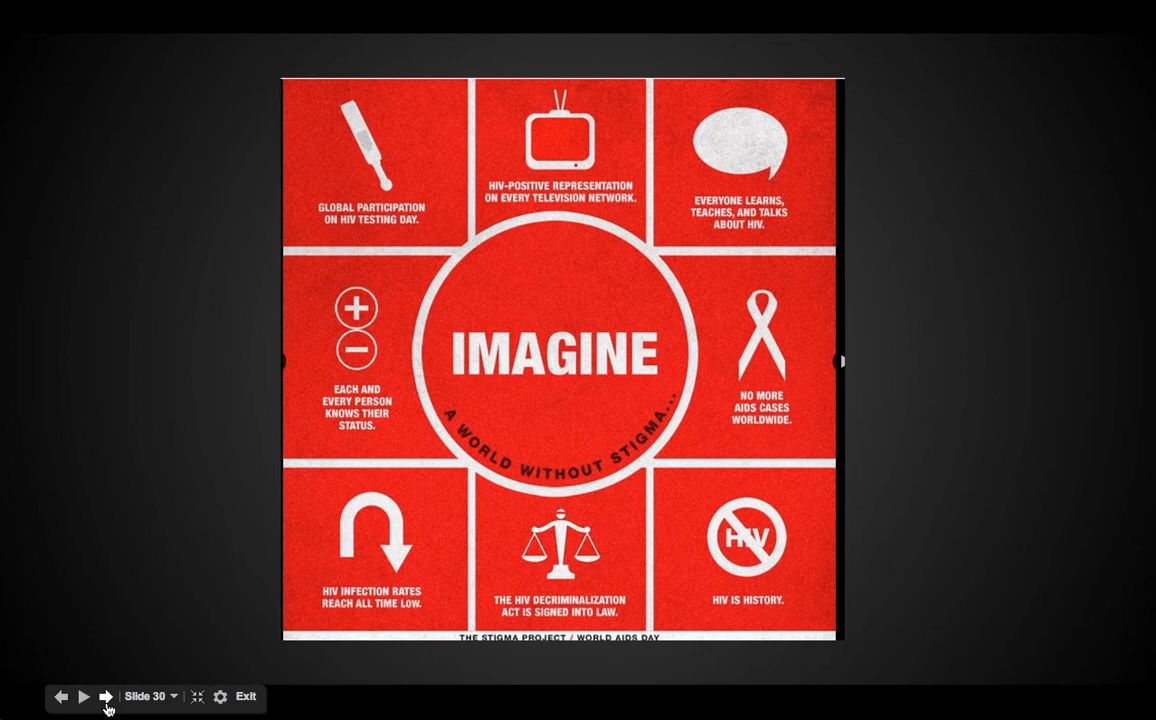 GLOBAL PARTICIPATION
ON HIV TESTING DAY.
HIV-POSITIVE REPRESENTATION
ON EVERY TELEVISION NETWORK.
EVERYONE LEARNS,
TEACHES, AND TALKS
ABOUT HIV.
EACH AND
EVERY PERSON
KNOWS THEIR
STATUS.
IMAGINE
A WORLD WITHOUT STIGMA...
NO MORE
AIDS CASES
WORLDWIDE.
HIV INFECTION RATES
REACH ALL TIME LOW.
THE HIV DECRIMINALIZATION
ACT IS SIGNED INTO LAW.
HIV
HIV IS HISTORY.
THE STIGMA PROJECT / WORLD AIDS DAY
Slide 30
Exit